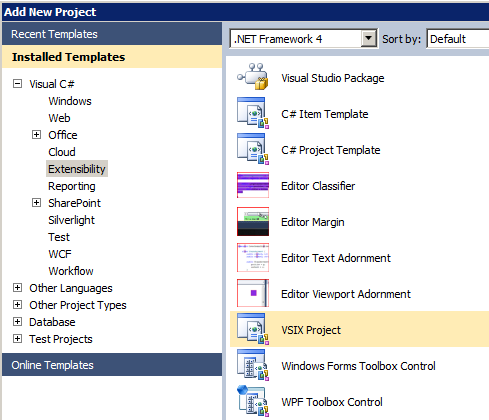 Add New Project
Recent Templates
Installed Templates
Visual C#
Windows
Web
Office
Cloud
Extensibility
Reporting
SharePoint
Silverlight
Test
WCF
Workflow
Other Languages
Other Project Types
Database
Test Projects
Online Templates
.NET Framework 4 Sort by: Default
Visual Studio Package
C# Item Template
C# Project Template
Editor Classifier
Editor Margin
Editor Text Adornment
Editor Viewport Adornment
VSIX Project
Windows Forms Toolbox Control
WPF Toolbox Control